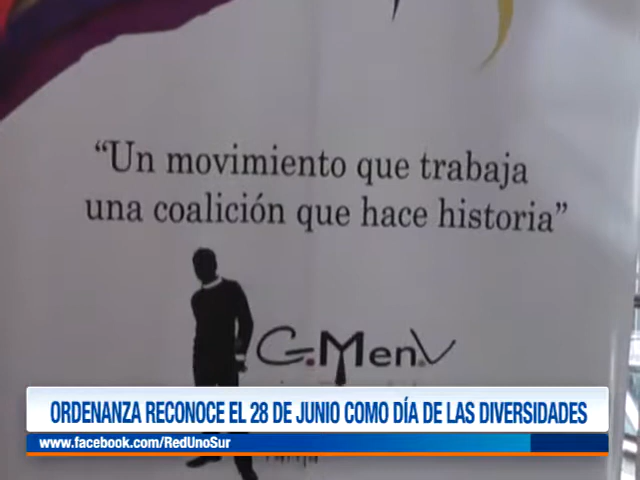 “Un movimiento que trabaja
una coalición que hace historia”
G.Men.V
ORDENANZA RECONOCE EL 28 DE JUNIO COMO DÍA DE LAS DIVERSIDADES
www.facebook.com/RedUnoSur